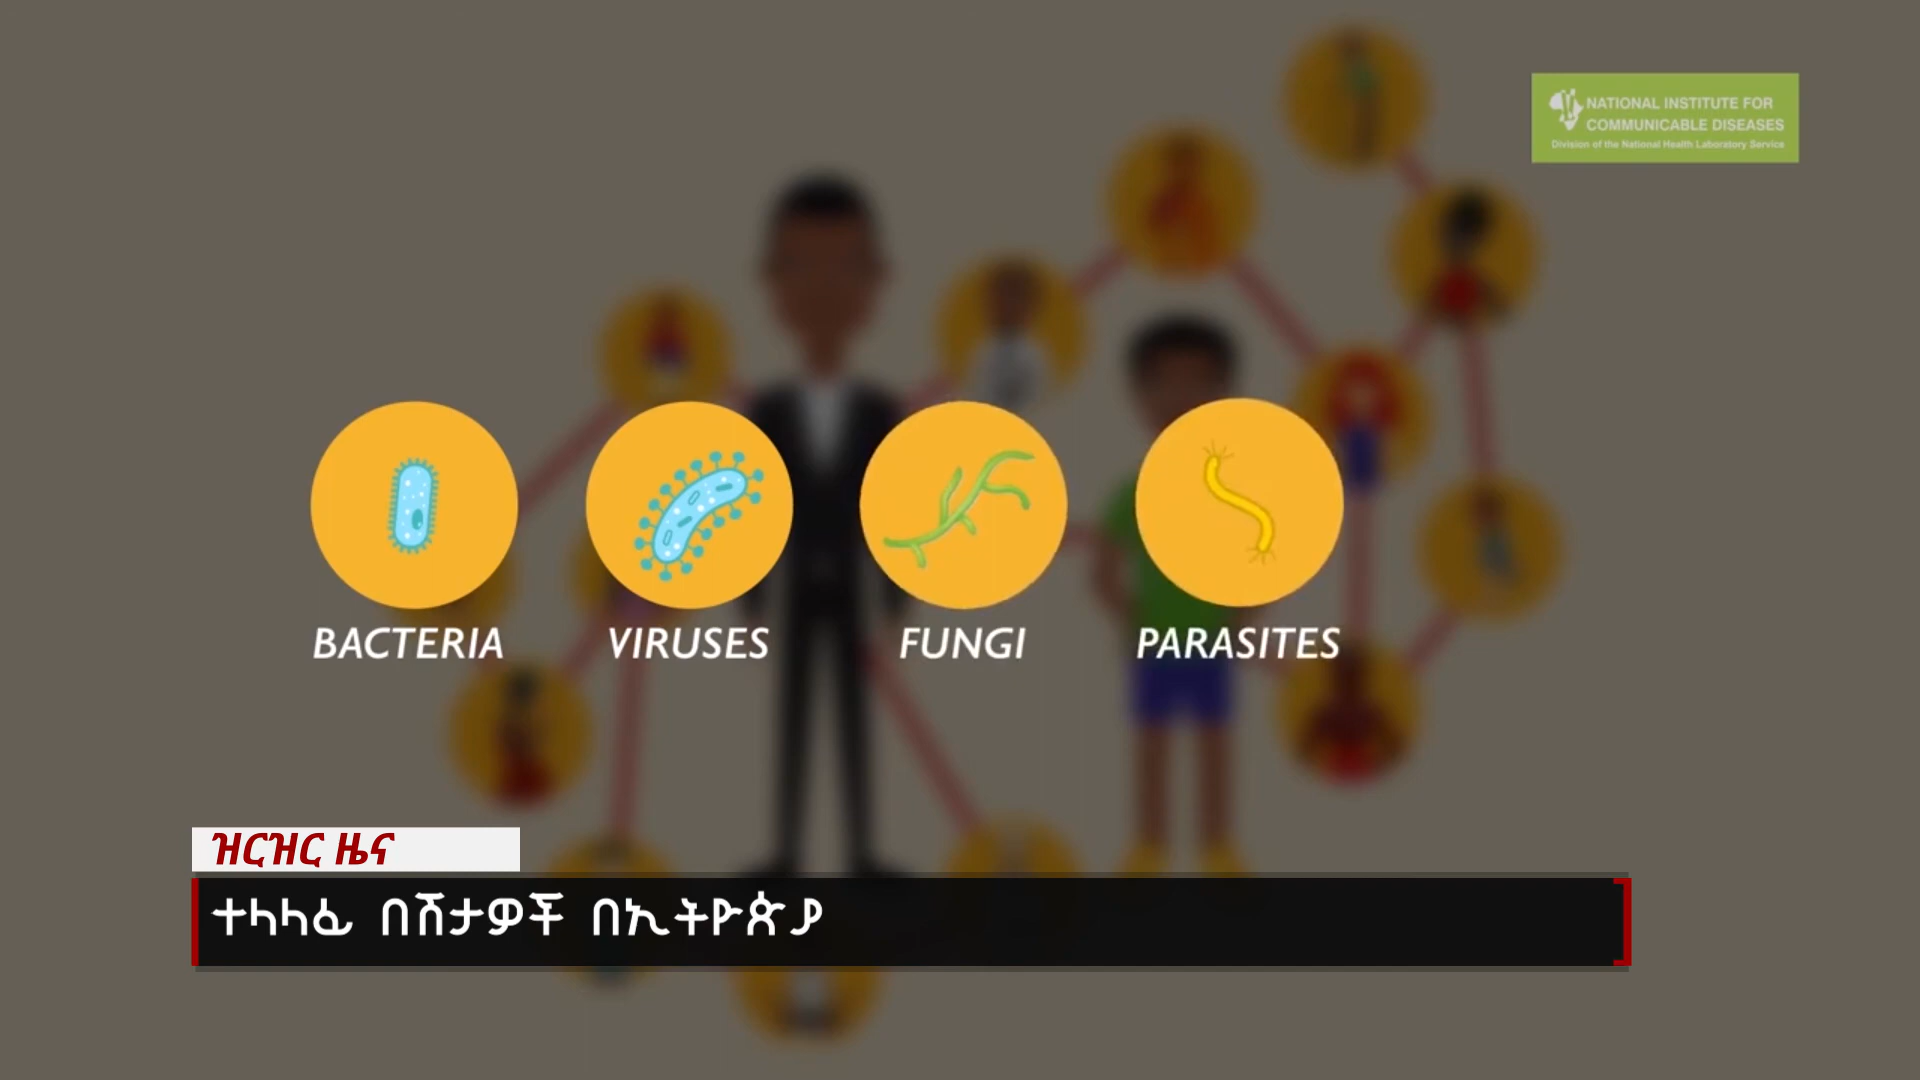 NATIONAL INSTITUTE FOR
COMMUNICABLE DISEASES
Division of the National Health Laboratory Service
BACTERIA VIRUSES FUNGI PARASITES
ዝርዝር ዜና
ተላላፊ በሽታዎች በኢትዮጵያ